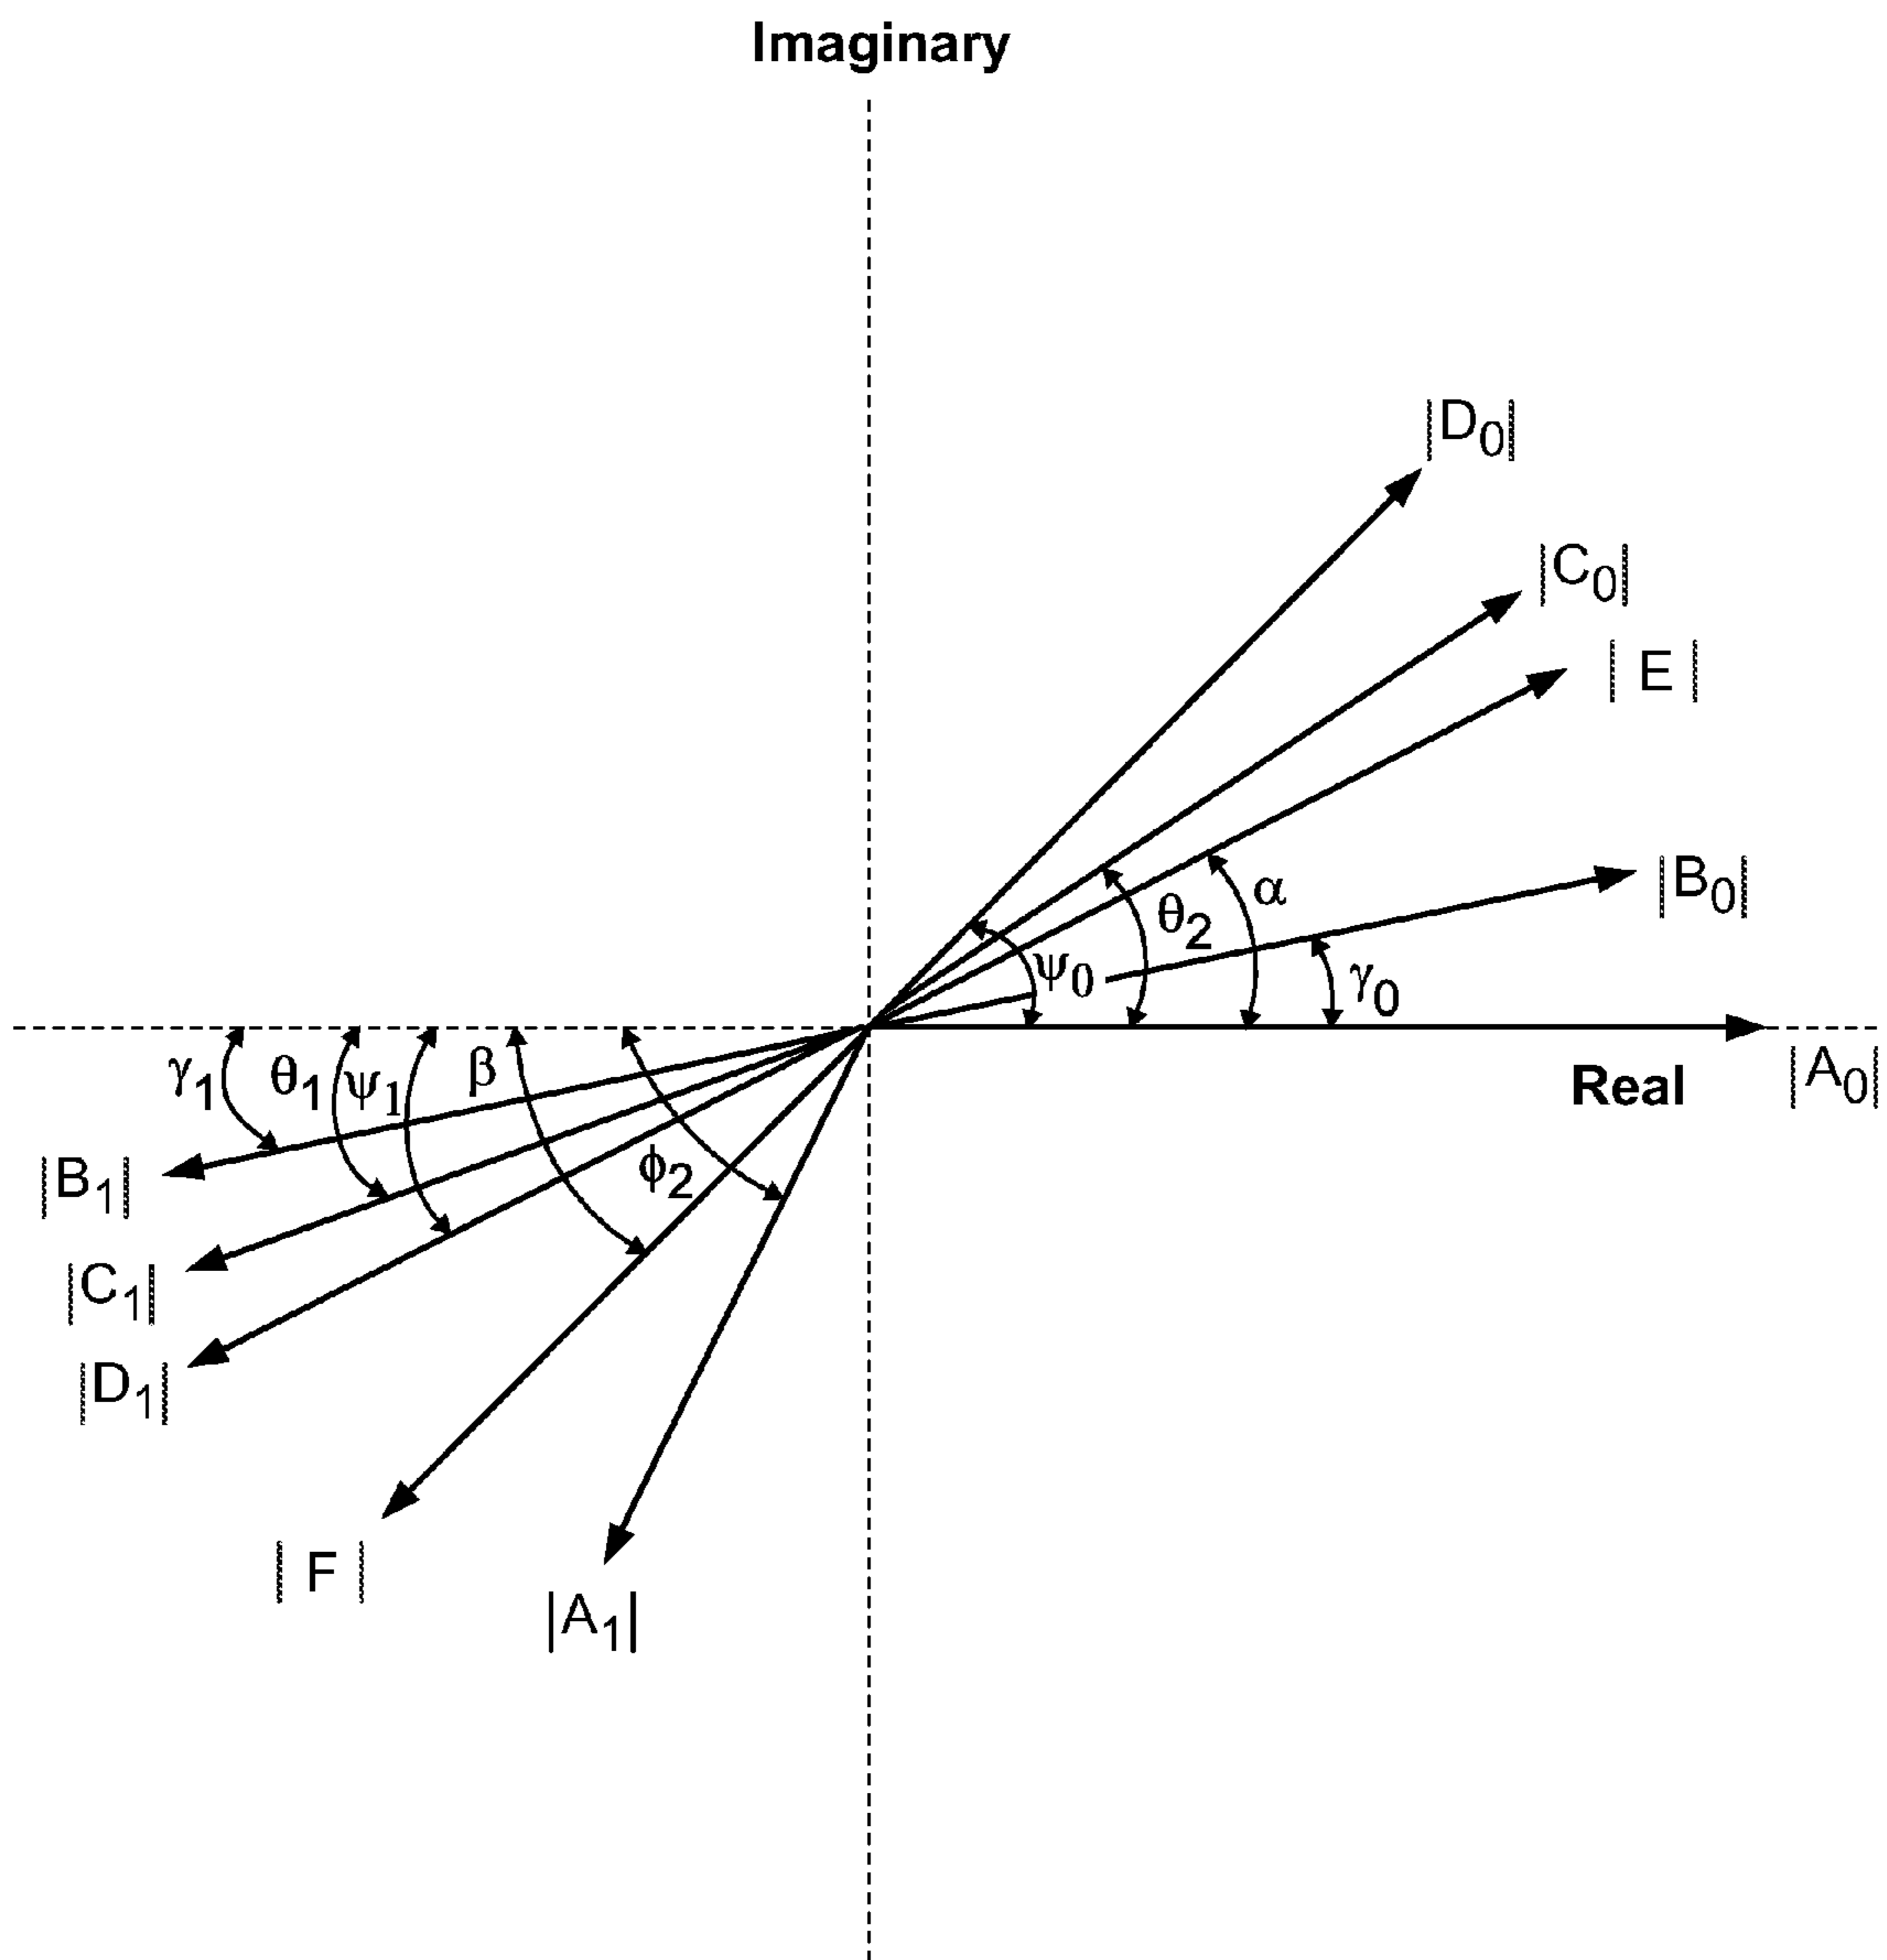 Imaginary
|D₀|
|C₀|
| E |
|B₀|
α
θ₂
ψ₀
γ₀
|A₀|
Real
γ₁
θ₁
ψ₁
β
ϕ₂
|B₁|
|C₁|
|D₁|
| F |
|A₁|